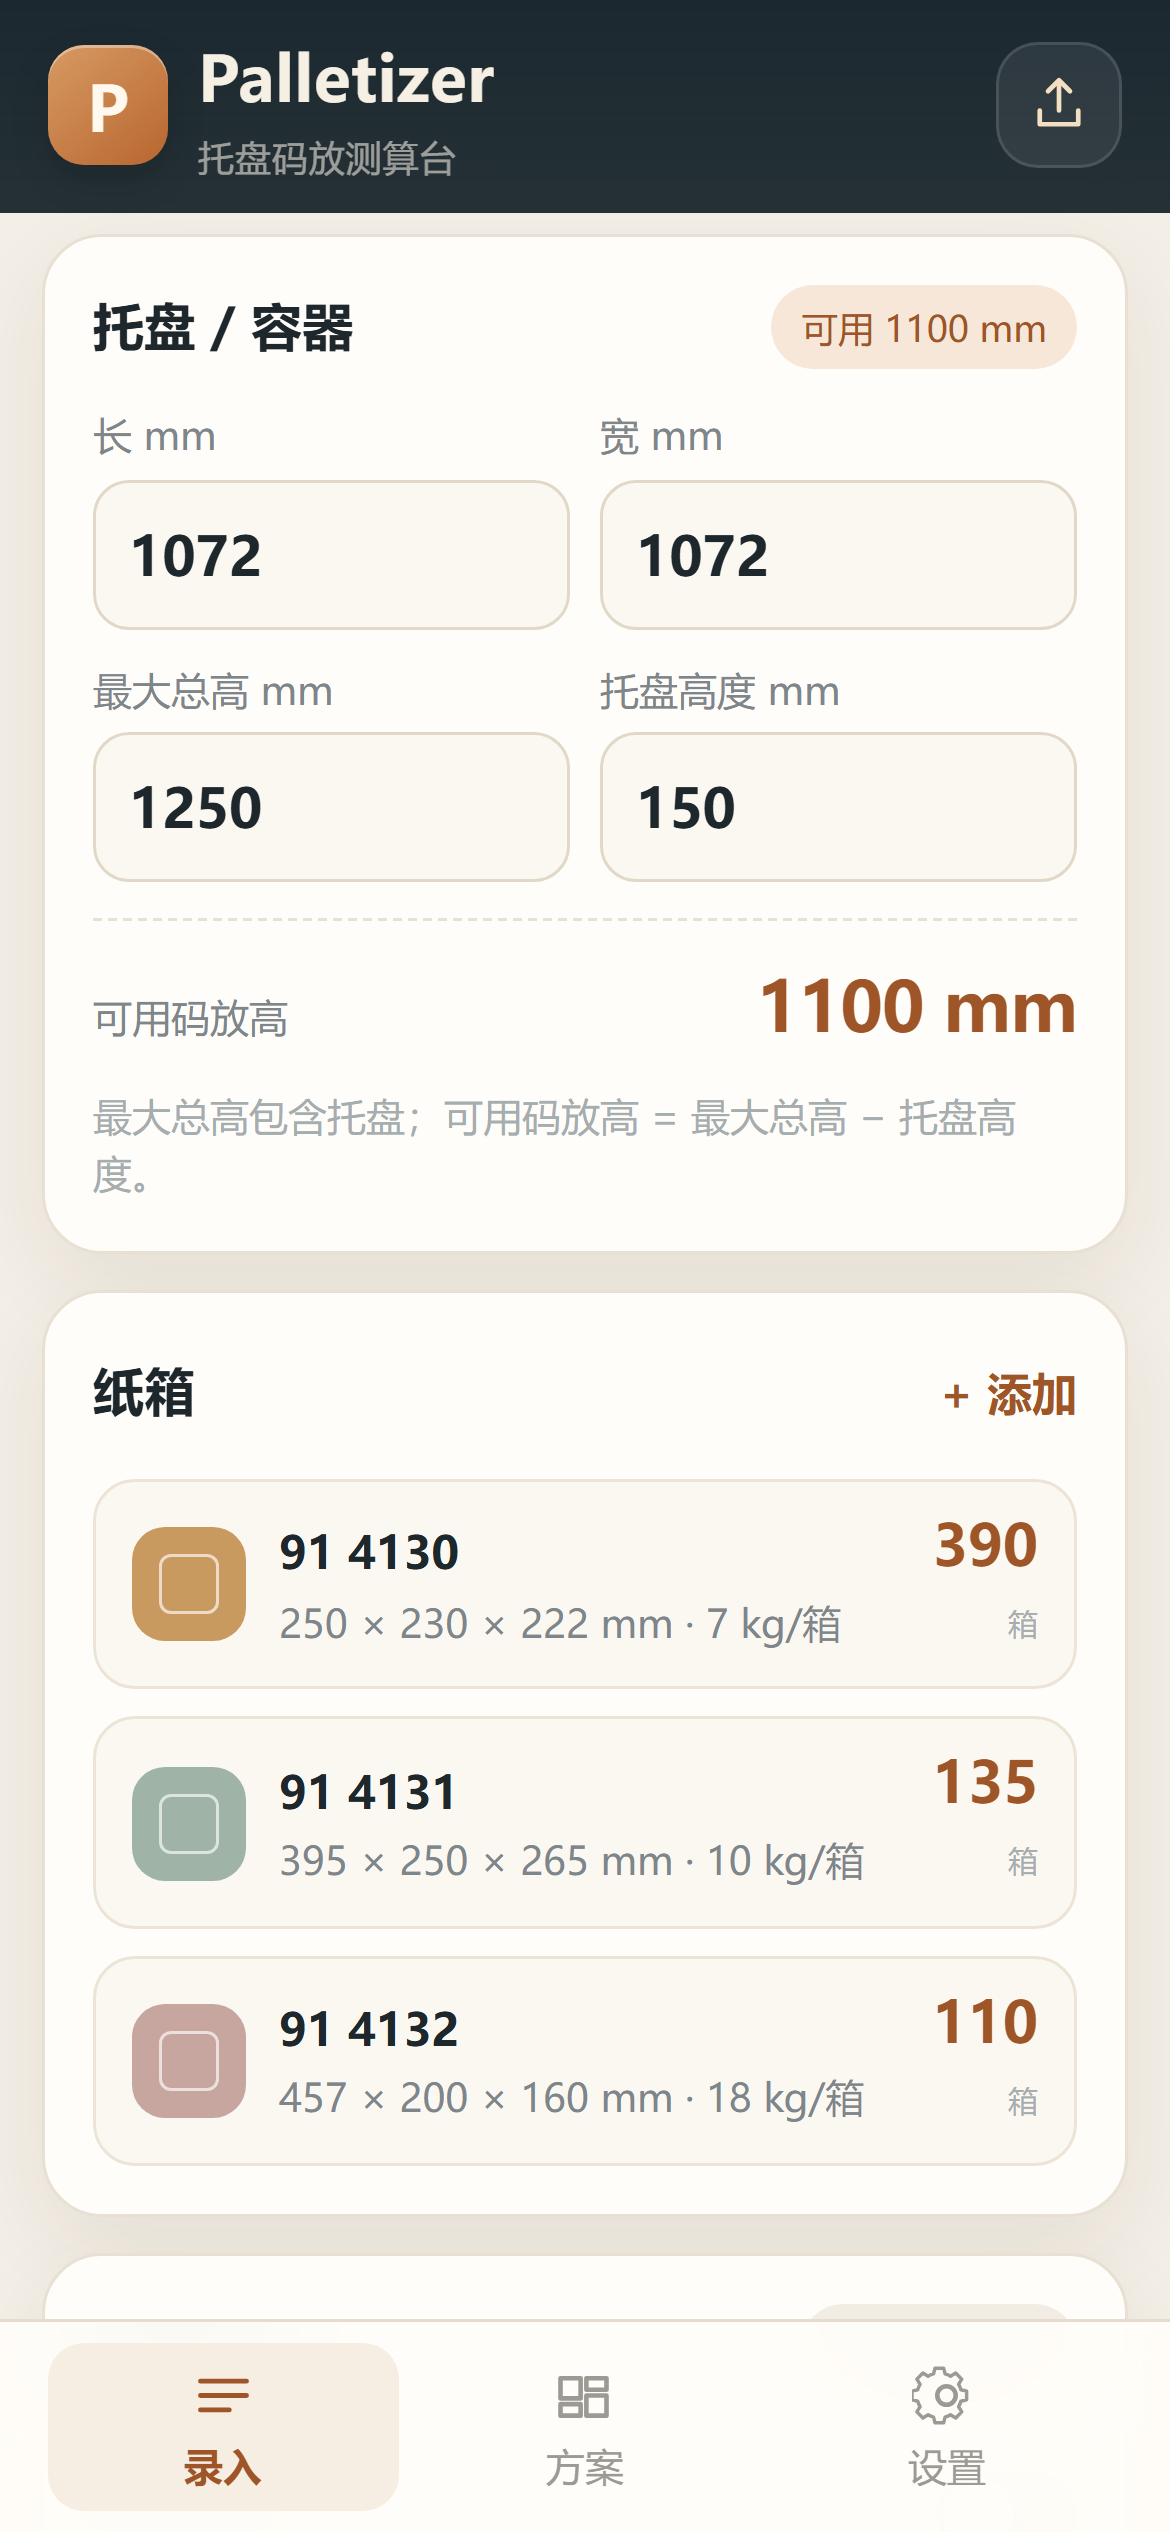 P
Palletizer
托盘码放测算台
托盘 / 容器
可用 1100 mm
长 mm
宽 mm
1072
1072
最大总高 mm
托盘高度 mm
1250
150
可用码放高
1100 mm
最大总高包含托盘；可用码放高 = 最大总高 − 托盘高
度。
纸箱
+ 添加
91 4130
390
250 × 230 × 222 mm · 7 kg/箱
箱
91 4131
135
395 × 250 × 265 mm · 10 kg/箱
箱
91 4132
110
457 × 200 × 160 mm · 18 kg/箱
箱
录入
方案
设置